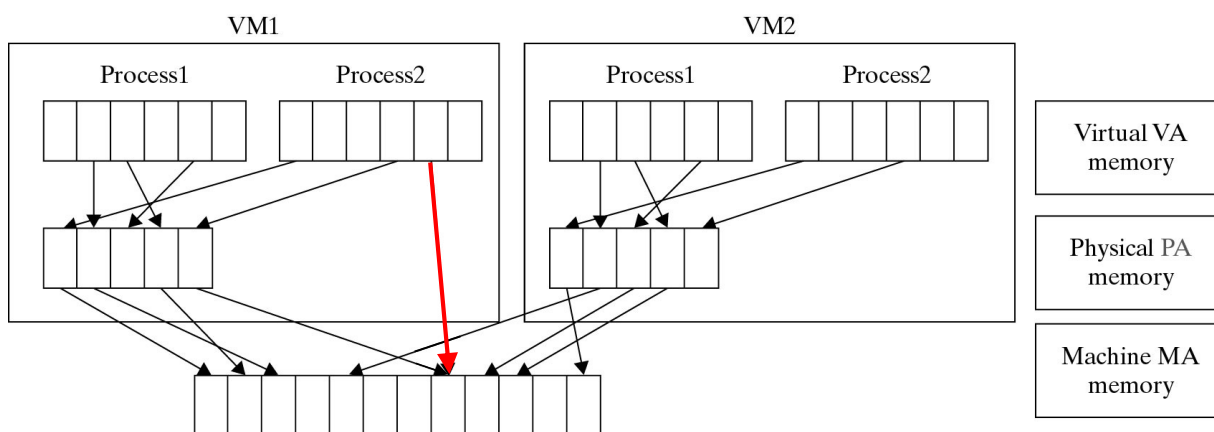 VM1
VM2
Process1
Process2
Process1
Process2
Virtual VA
memory
Physical PA
memory
Machine MA
memory